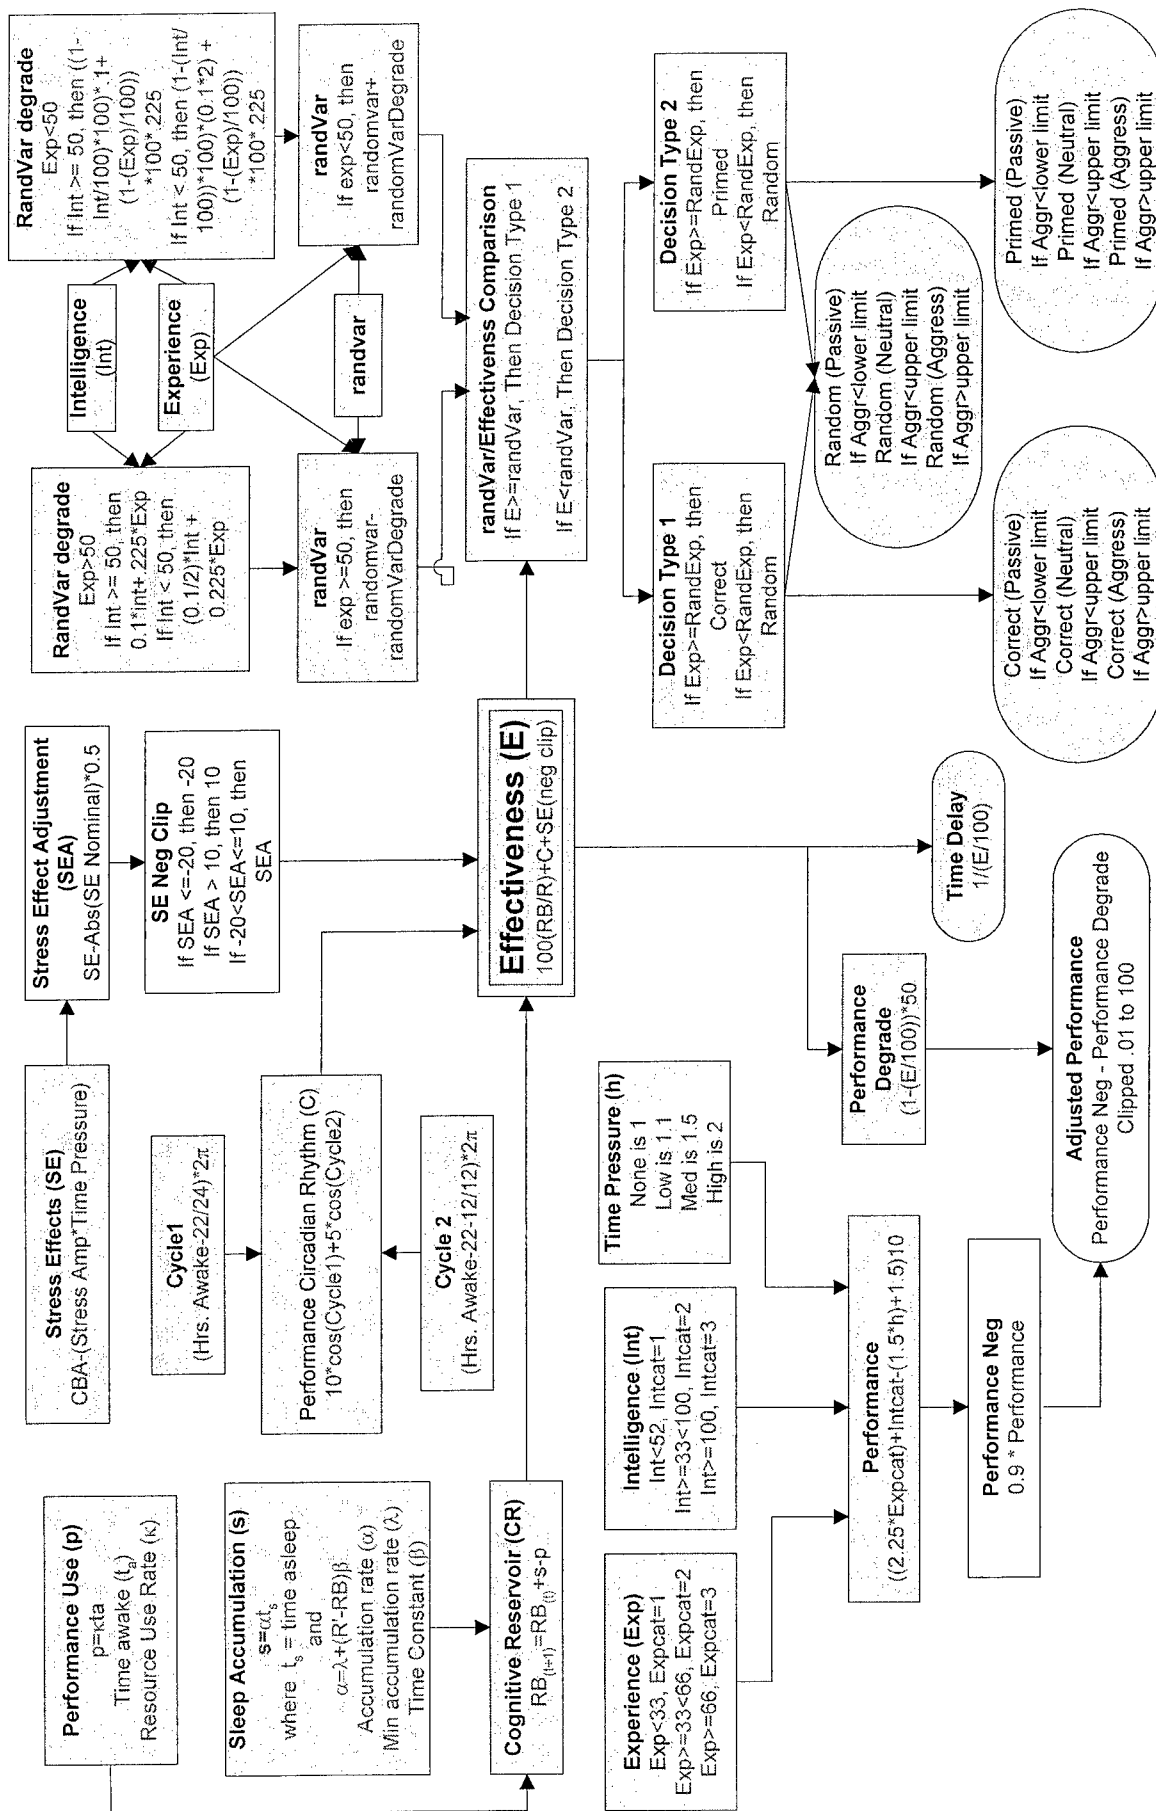 Performance Use (p)
p=κta
Time awake (tₐ)
Resource Use Rate (κ)
Sleep Accumulation (s)
s=αtₛ
where tₛ = time asleep
and
α=λ+(R'-RB)β
Accumulation rate (α)
Min accumulation rate (λ)
Time Constant (β)
Cognitive Reservoir (CR)
RB(t+1)=RB(t)+s-p
Stress Effects (SE)
CBA-(Stress Amp*Time Pressure)
Stress Effect Adjustment
(SEA)
SE-Abs(SE Nominal)*0.5
Cycle1
(Hrs. Awake-22/24)*2π
Performance Circadian Rhythm (C)
10*cos(Cycle1)+5*cos(Cycle2)
Cycle 2
(Hrs. Awake-22-12/12)*2π
SE Neg Clip
If SEA <=-20, then -20
If SEA > 10, then 10
If -20<SEA<=10, then
SEA
Effectiveness (E)
100(RB/R)+C+SE(neg clip)
RandVar degrade
Exp>50
If Int >= 50, then
0.1*Int+.225*Exp
If Int < 50, then
(0.1/2)*Int +
0.225*Exp
Intelligence
(Int)
Experience
(Exp)
RandVar degrade
Exp<50
If Int >= 50, then ((1-
Int/100)*100)*.1+
(1-(Exp)/100))
*100*.225
If Int < 50, then (1-(Int/
100))*100)*(0.1*2) +
(1-(Exp)/100))
*100*.225
randVar
If exp >=50, then
randomvar-
randomVarDegrade
randvar
randVar
If exp<50, then
randomvar+
randomVarDegrade
randVar/Effectivenss Comparison
If E>=randVar, Then Decision Type 1
If E<randVar, Then Decision Type 2
Decision Type 1
If Exp>=RandExp, then
Correct
If Exp<RandExp, then
Random
Decision Type 2
If Exp>=RandExp, then
Primed
If Exp<RandExp, then
Random
Random (Passive)
If Aggr<lower limit
Random (Neutral)
If Aggr<upper limit
Random (Aggress)
If Aggr>upper limit
Correct (Passive)
If Aggr<lower limit
Correct (Neutral)
If Aggr<upper limit
Correct (Aggress)
If Aggr>upper limit
Primed (Passive)
If Aggr<lower limit
Primed (Neutral)
If Aggr<upper limit
Primed (Aggress)
If Aggr>upper limit
Experience (Exp)
Exp<33, Expcat=1
Exp>=33<66, Expcat=2
Exp>=66, Expcat=3
Intelligence (Int)
Int<52, Intcat=1
Int>=33<100, Intcat=2
Int>=100, Intcat=3
Time Pressure (h)
None is 1
Low is 1.1
Med is 1.5
High is 2
Performance
((2.25*Expcat)+Intcat-(1.5*h)+1.5)10
Performance Neg
0.9 * Performance
Performance
Degrade
(1-(E/100))*50
Time Delay
1/(E/100)
Adjusted Performance
Performance Neg - Performance Degrade
Clipped .01 to 100